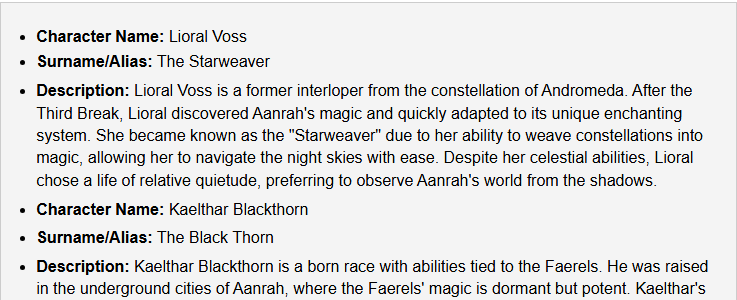 Character Name: Lioral Voss
Surname/Alias: The Starweaver
Description: Lioral Voss is a former interloper from the constellation of Andromeda. After the
Third Break, Lioral discovered Aanrah's magic and quickly adapted to its unique enchanting
system. She became known as the "Starweaver" due to her ability to weave constellations into
magic, allowing her to navigate the night skies with ease. Despite her celestial abilities, Lioral
chose a life of relative quietude, preferring to observe Aanrah's world from the shadows.
Character Name: Kaelthar Blackthorn
Surname/Alias: The Black Thorn
Description: Kaelthar Blackthorn is a born race with abilities tied to the Faerels. He was raised
in the underground cities of Aanrah, where the Faerels' magic is dormant but potent. Kaelthar's